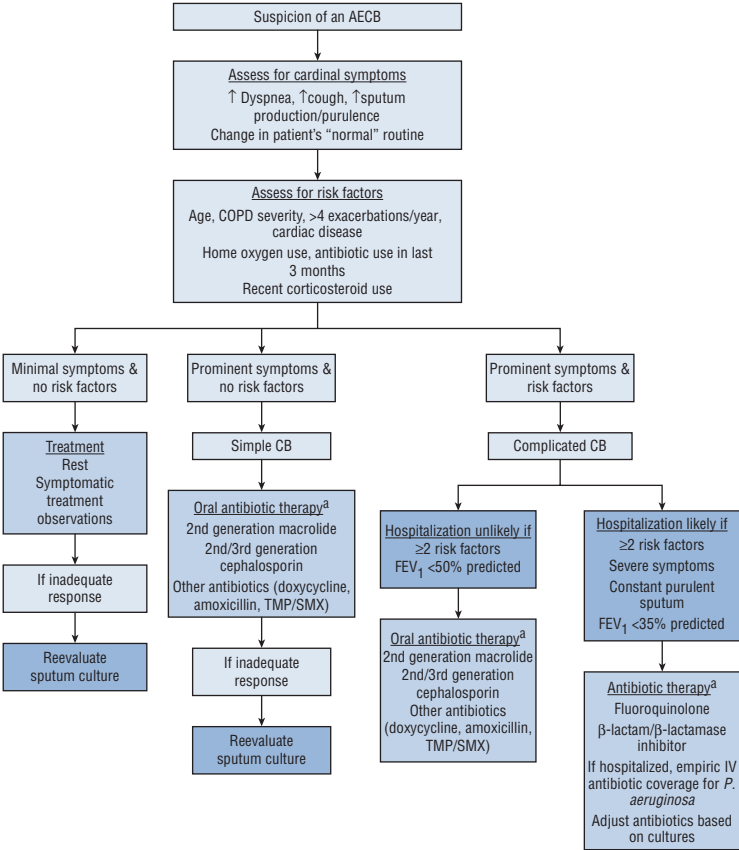 Suspicion of an AECB
Assess for cardinal symptoms
↑ Dyspnea, ↑cough, ↑sputum
production/purulence
Change in patient's “normal” routine
Assess for risk factors
Age, COPD severity, >4 exacerbations/year,
cardiac disease
Home oxygen use, antibiotic use in last
3 months
Recent corticosteroid use
Minimal symptoms &
no risk factors
Treatment
Rest
Symptomatic
treatment
observations
If inadequate
response
Reevaluate
sputum culture
Prominent symptoms &
no risk factors
Simple CB
Oral antibiotic therapyª
2nd generation macrolide
2nd/3rd generation
cephalosporin
Other antibiotics (doxycycline,
amoxicillin, TMP/SMX)
If inadequate
response
Reevaluate
sputum culture
Prominent symptoms &
risk factors
Complicated CB
Hospitalization unlikely if
≥2 risk factors
FEV₁ <50% predicted
Oral antibiotic therapyª
2nd generation macrolide
2nd/3rd generation
cephalosporin
Other antibiotics
(doxycycline, amoxicillin,
TMP/SMX)
Hospitalization likely if
≥2 risk factors
Severe symptoms
Constant purulent
sputum
FEV₁ <35% predicted
Antibiotic therapyª
Fluoroquinolone
β-lactam/β-lactamase
inhibitor
If hospitalized, empiric IV
antibiotic coverage for P.
aeruginosa
Adjust antibiotics based
on cultures